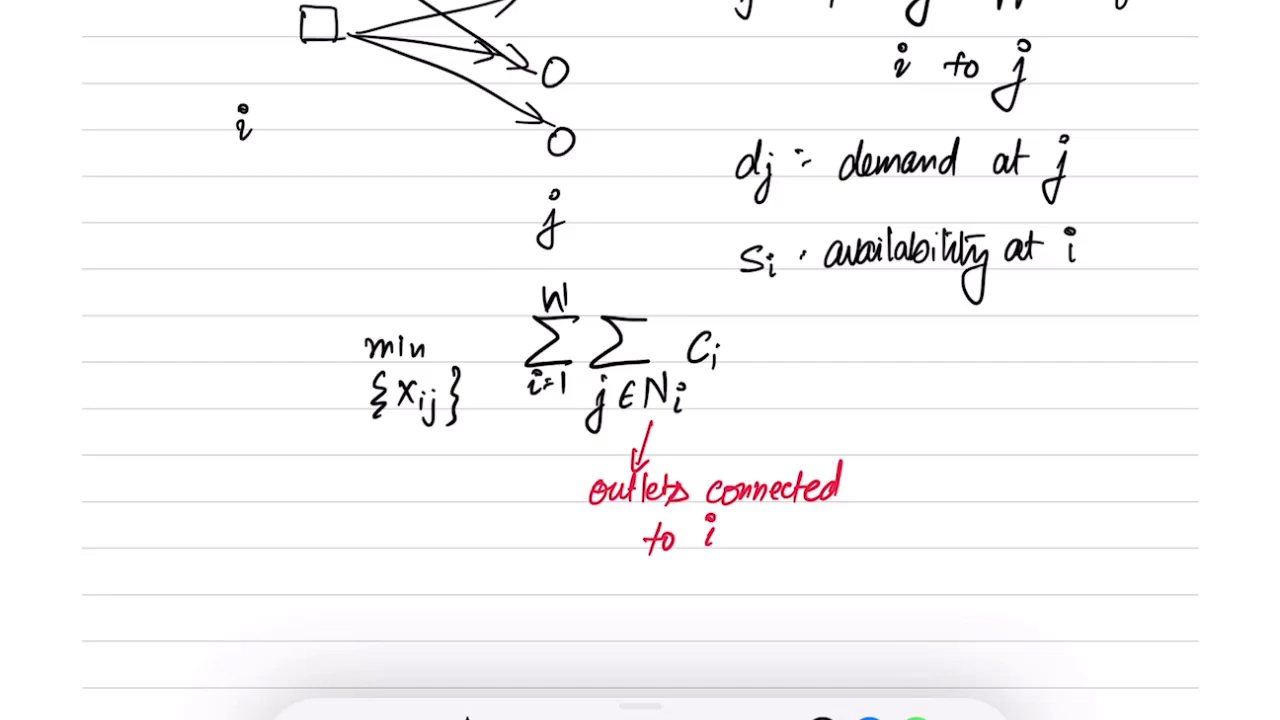 i to j
i
dj : demand at j
j
si : availability at i
min {xij} ∑ i=1 ∑ j∈Ni ci
outlets connected
to i